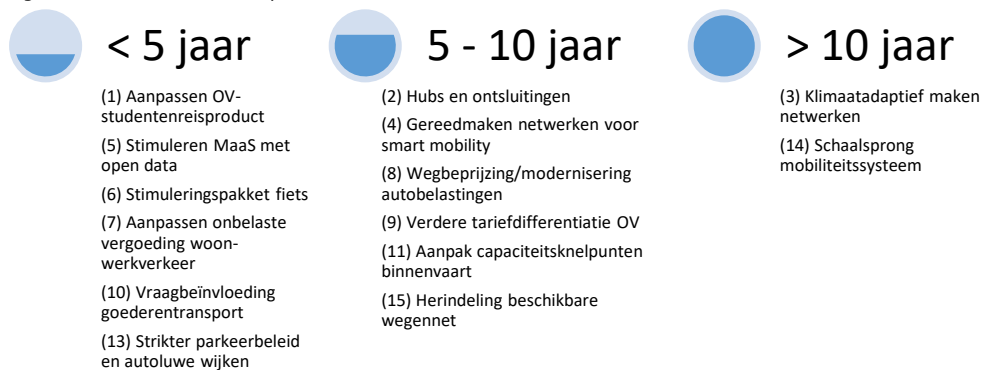 < 5 jaar
(1) Aanpassen OV-
studentenreisproduct
(5) Stimuleren MaaS met
open data
(6) Stimuleringspakket fiets
(7) Aanpassen onbelaste
vergoeding woon-
werkverkeer
(10) Vraagbeïnvloeding
goederentransport
(13) Strikter parkeerbeleid
en autoluwe wijken
5 - 10 jaar
(2) Hubs en ontsluitingen
(4) Gereedmaken netwerken voor
smart mobility
(8) Wegbeprijzing/modernisering
autobelastingen
(9) Verdere tariefdifferentiatie OV
(11) Aanpak capaciteitsknelpunten
binnenvaart
(15) Herindeling beschikbare
wegennet
> 10 jaar
(3) Klimaatadaptief maken
netwerken
(14) Schaalsprong
mobiliteitssysteem